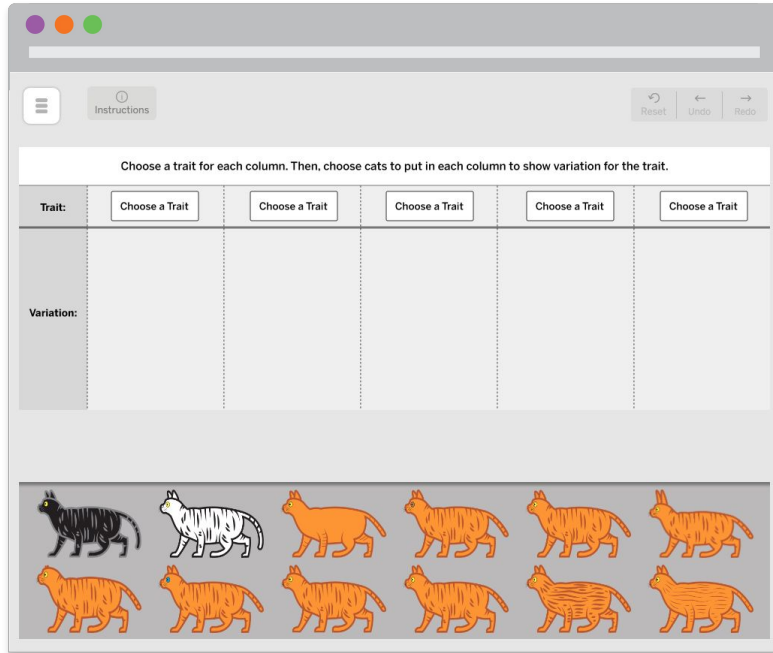 Instructions
Reset Undo Redo
Choose a trait for each column. Then, choose cats to put in each column to show variation for the trait.
Trait: Choose a Trait Choose a Trait Choose a Trait Choose a Trait Choose a Trait
Variation: